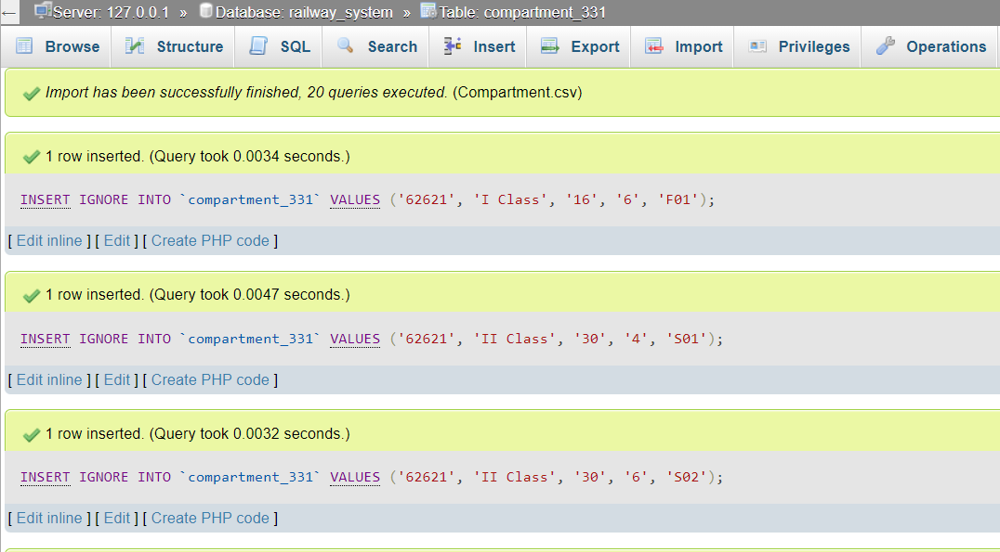 ← Server: 127.0.0.1 » Database: railway_system » Table: compartment_331
Browse Structure SQL Search Insert Export Import Privileges Operations
Import has been successfully finished, 20 queries executed. (Compartment.csv)
1 row inserted. (Query took 0.0034 seconds.)
INSERT IGNORE INTO `compartment_331` VALUES ('62621', 'I Class', '16', '6', 'F01');
[ Edit inline ] [ Edit ] [ Create PHP code ]
1 row inserted. (Query took 0.0047 seconds.)
INSERT IGNORE INTO `compartment_331` VALUES ('62621', 'II Class', '30', '4', 'S01');
[ Edit inline ] [ Edit ] [ Create PHP code ]
1 row inserted. (Query took 0.0032 seconds.)
INSERT IGNORE INTO `compartment_331` VALUES ('62621', 'II Class', '30', '6', 'S02');
[ Edit inline ] [ Edit ] [ Create PHP code ]